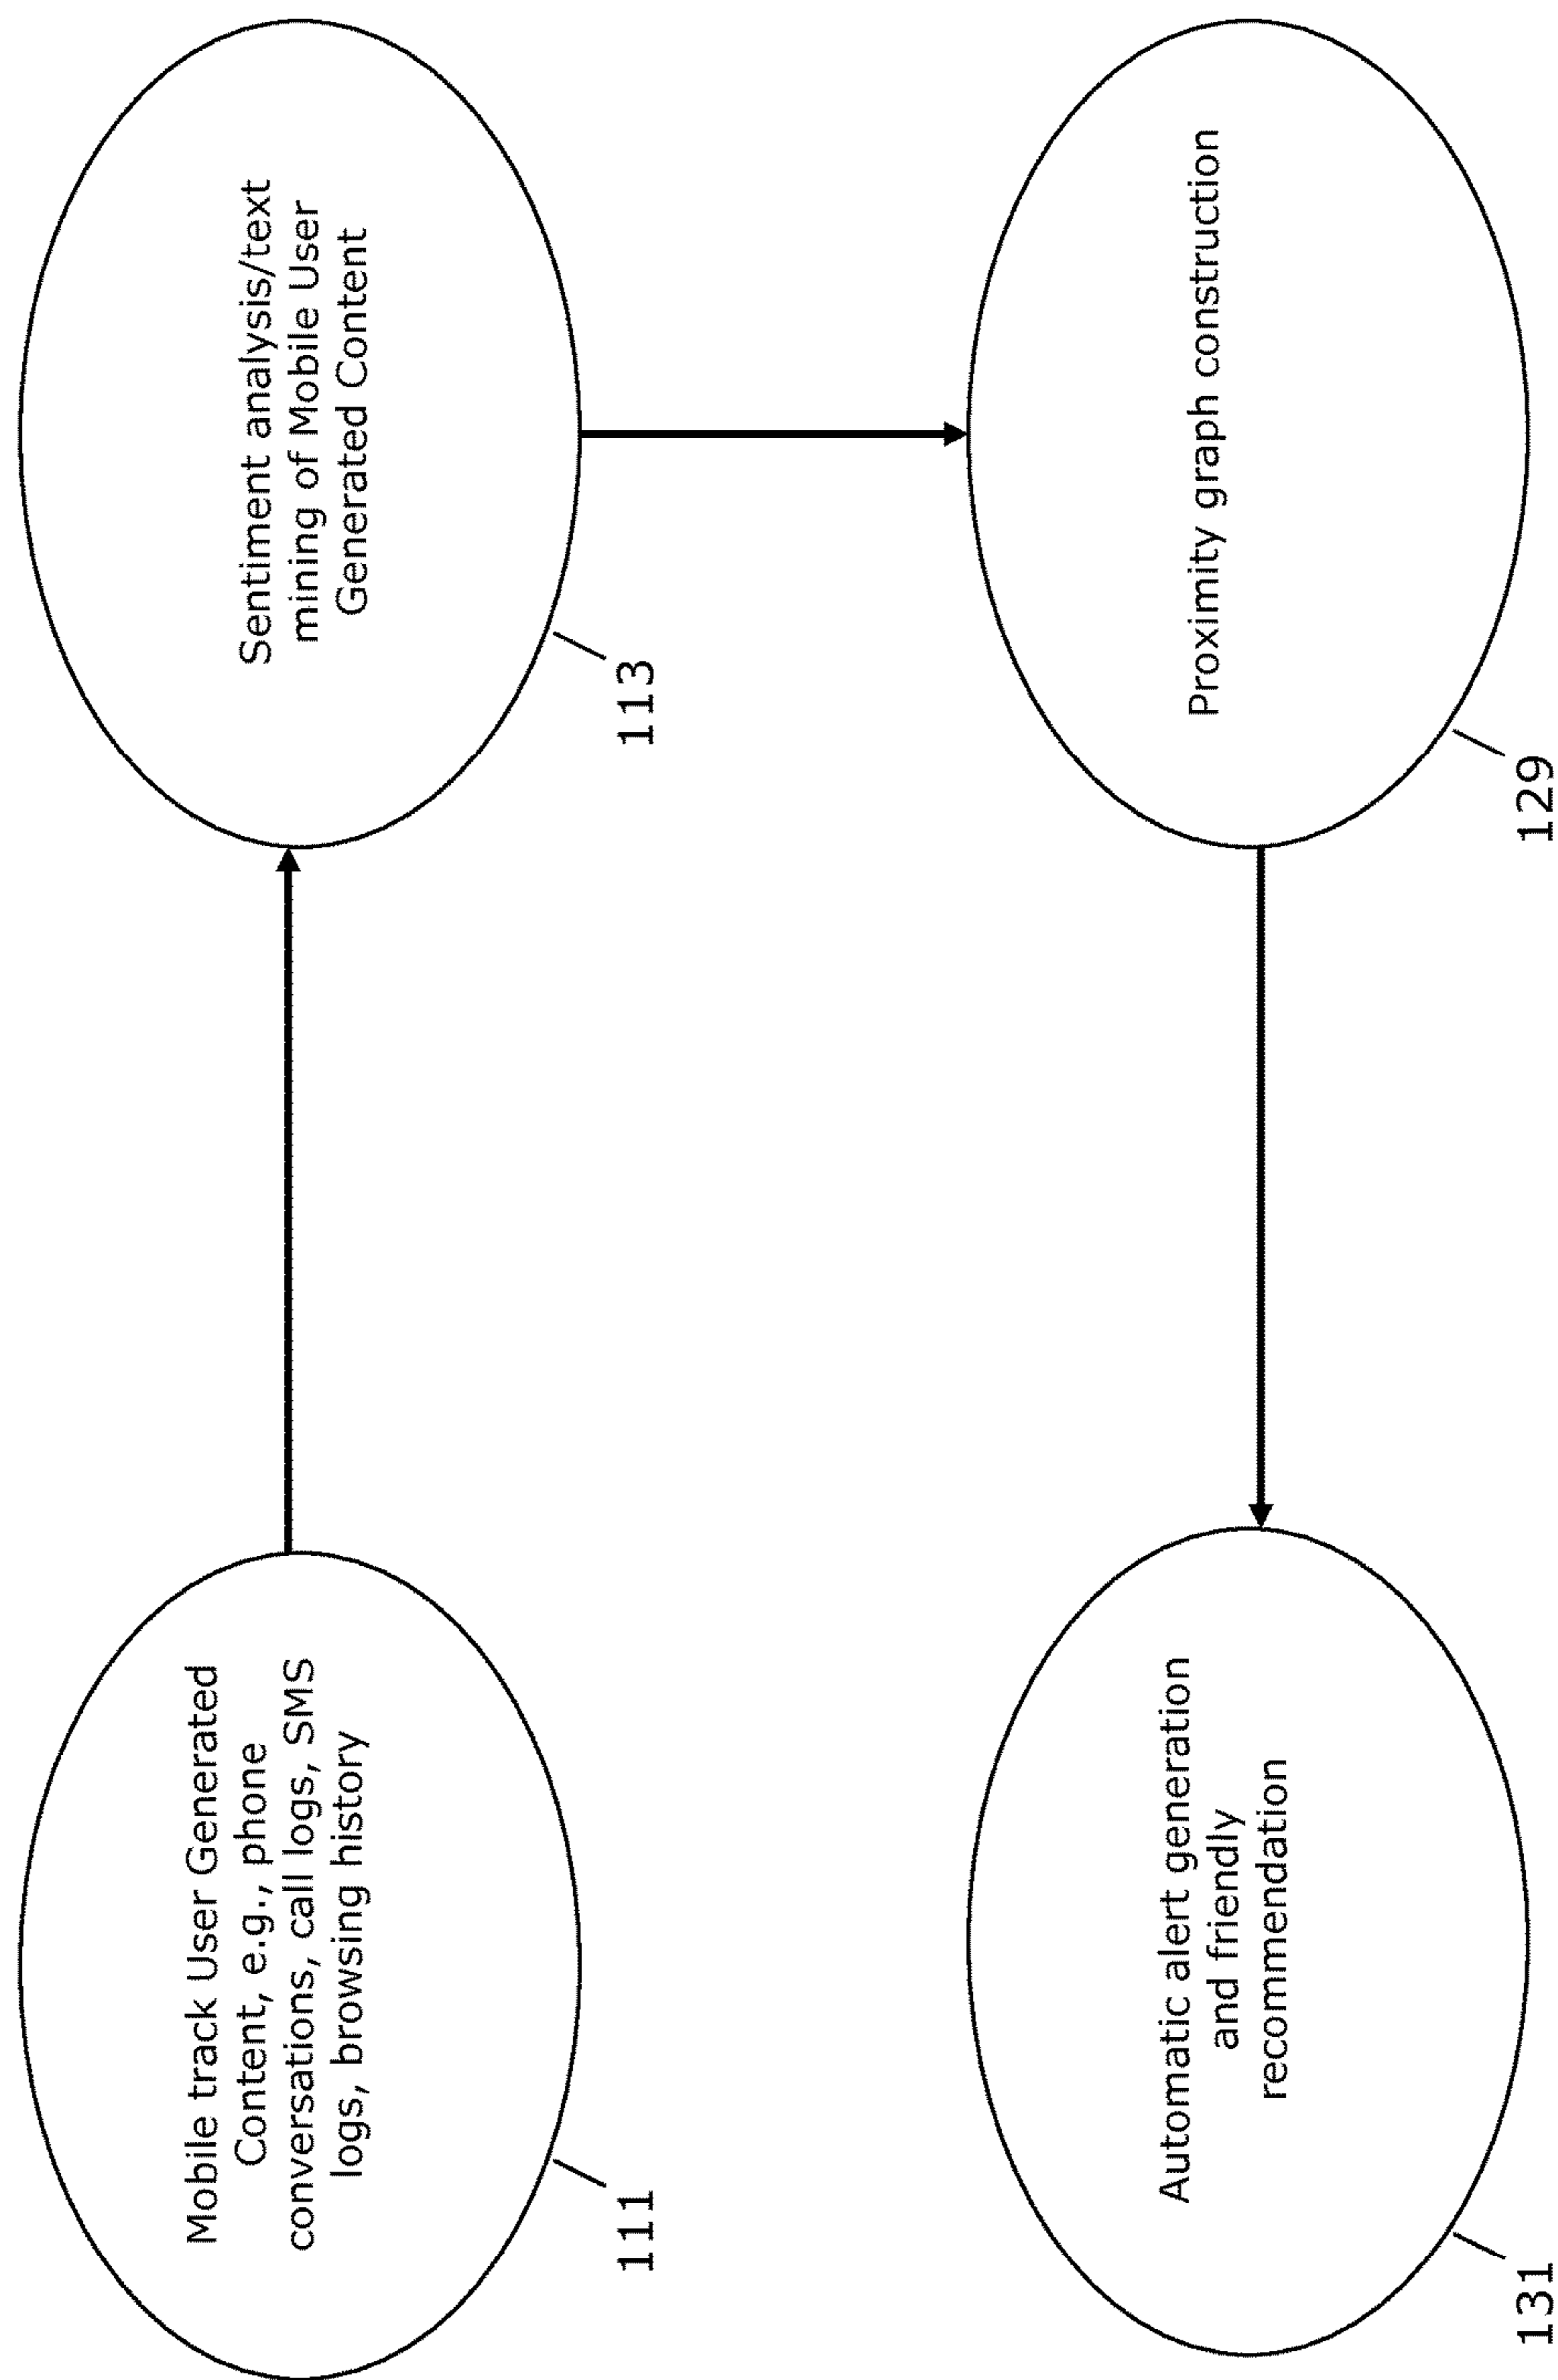 Mobile track User Generated
Content, e.g., phone
conversations, call logs, SMS
logs, browsing history
111
Sentiment analysis/text
mining of Mobile User
Generated Content
113
Proximity graph construction
129
Automatic alert generation
and friendly
recommendation
131